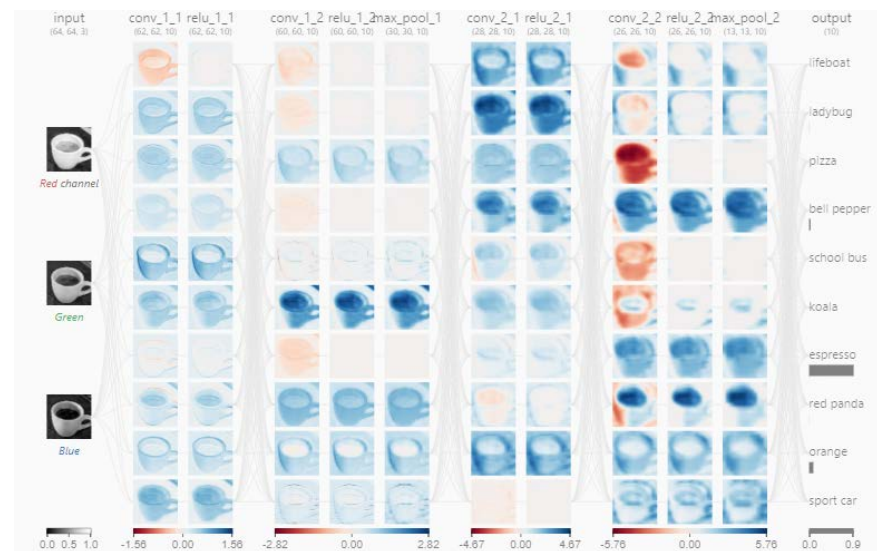 input conv_1_1 relu_1_1 conv_1_2 relu_1_2 max_pool_1 conv_2_1 relu_2_1 conv_2_2 relu_2_2 max_pool_2 output
(64, 64, 3) (62, 62, 10) (62, 62, 10) (60, 60, 10) (60, 60, 10) (30, 30, 10) (28, 28, 10) (28, 28, 10) (26, 26, 10) (26, 26, 10) (13, 13, 10) (10)
lifeboat
ladybug
pizza
Red channel
bell pepper
school bus
Green
koala
espresso
red panda
Blue
orange
sport car
0.0 0.5 1.0 -1.56 0.00 1.56 -2.82 0.00 2.82 -4.67 0.00 4.67 -5.76 0.00 5.76 0.0 0.9